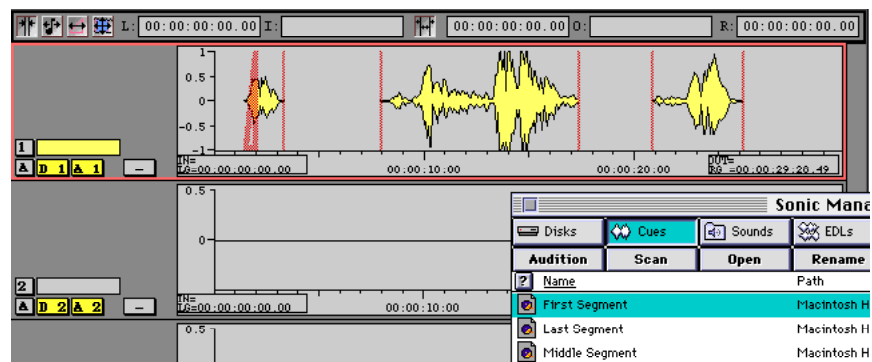 L: 00:00:00:00.00 I: 00:00:00:00.00 O: R: 00:00:00:00.00
1
0.5
0
-0.5
-1
1
A D 1 A 1 -
IN=
LG=00:00:00:00.00
00:00:10:00
00:00:20:00
OUT=
RG =00:00:29:20.49
0.5
0
2
A D 2 A 2 -
IN=
LG=00:00:00:00.00
00:00:10:00
0.5
Sonic Mana
Disks Cues Sounds EDLs
Audition Scan Open Rename
? Name Path
First Segment Macintosh H
Last Segment Macintosh H
Middle Segment Macintosh H